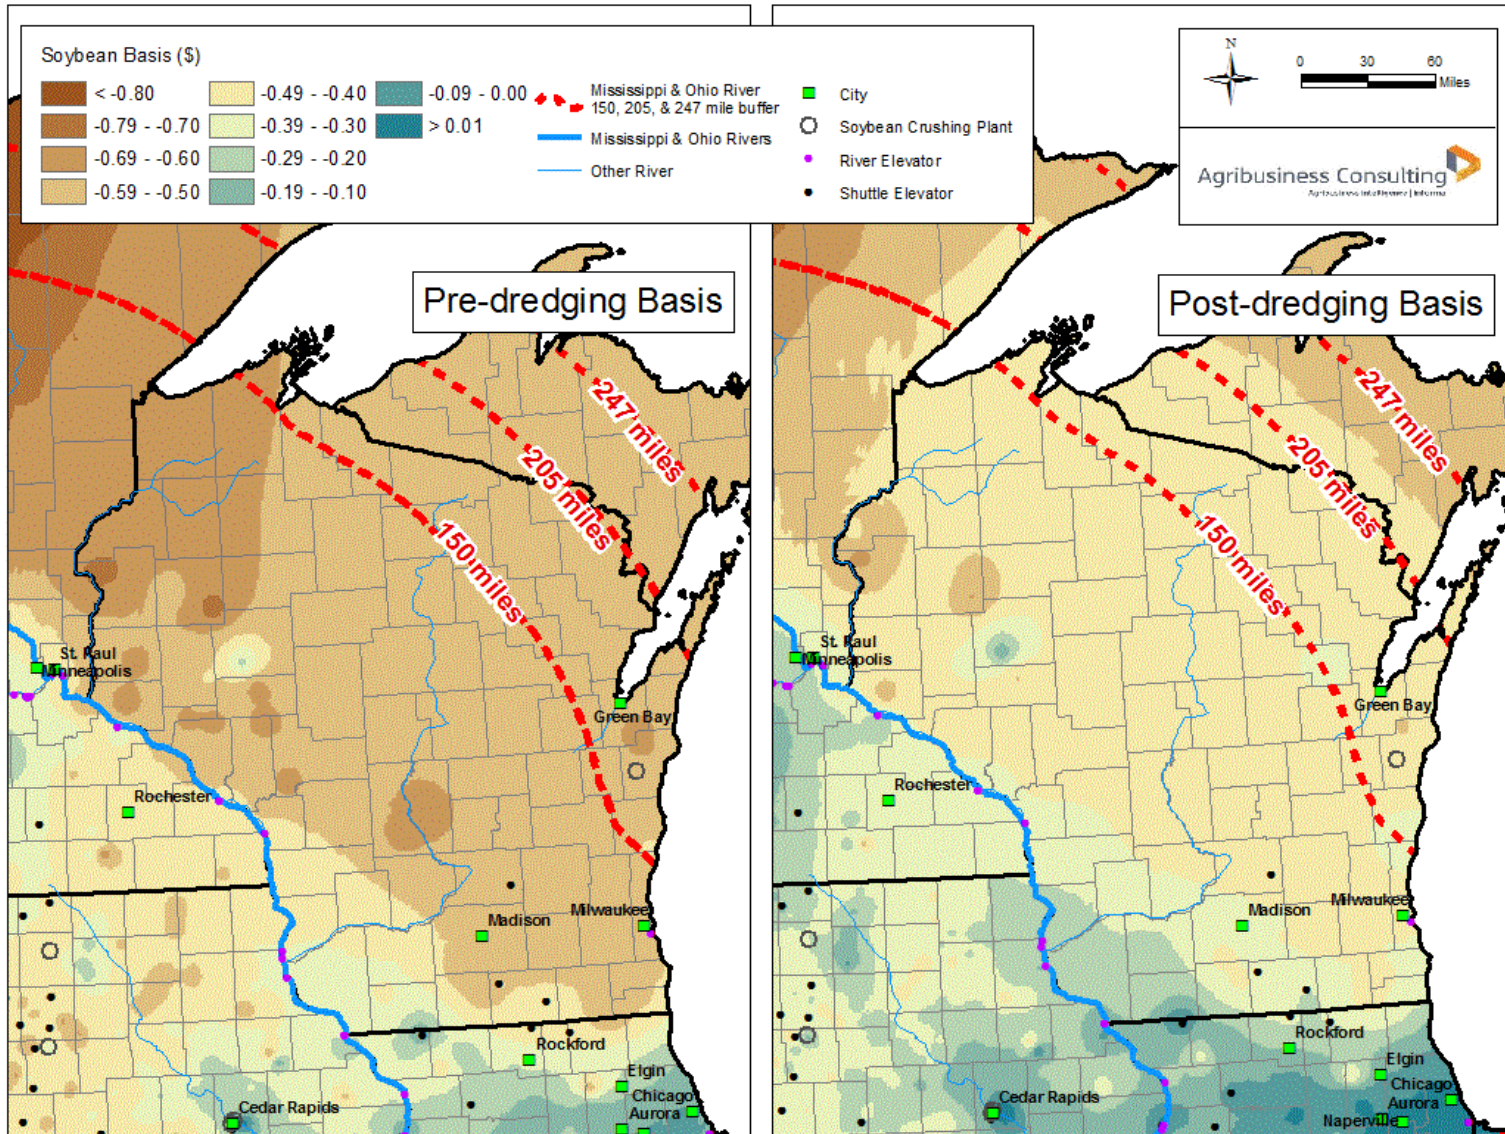 Soybean Basis ($)
< -0.80
-0.79 - -0.70
-0.69 - -0.60
-0.59 - -0.50
-0.49 - -0.40
-0.39 - -0.30
-0.29 - -0.20
-0.19 - -0.10
-0.09 - 0.00
> 0.01
Mississippi & Ohio River
150, 205, & 247 mile buffer
Mississippi & Ohio Rivers
Other River
City
Soybean Crushing Plant
River Elevator
Shuttle Elevator
N
0 30 60
Miles
Agribusiness Consulting
Agribusiness Intelligence | Informa
Pre-dredging Basis
247 miles
205 miles
150 miles
St. Paul
Minneapolis
Green Bay
Rochester
Madison
Milwaukee
Rockford
Elgin
Chicago
Aurora
Cedar Rapids
Post-dredging Basis
247 miles
205 miles
150 miles
St. Paul
Minneapolis
Green Bay
Rochester
Madison
Milwaukee
Rockford
Elgin
Chicago
Aurora
Naperville
Cedar Rapids